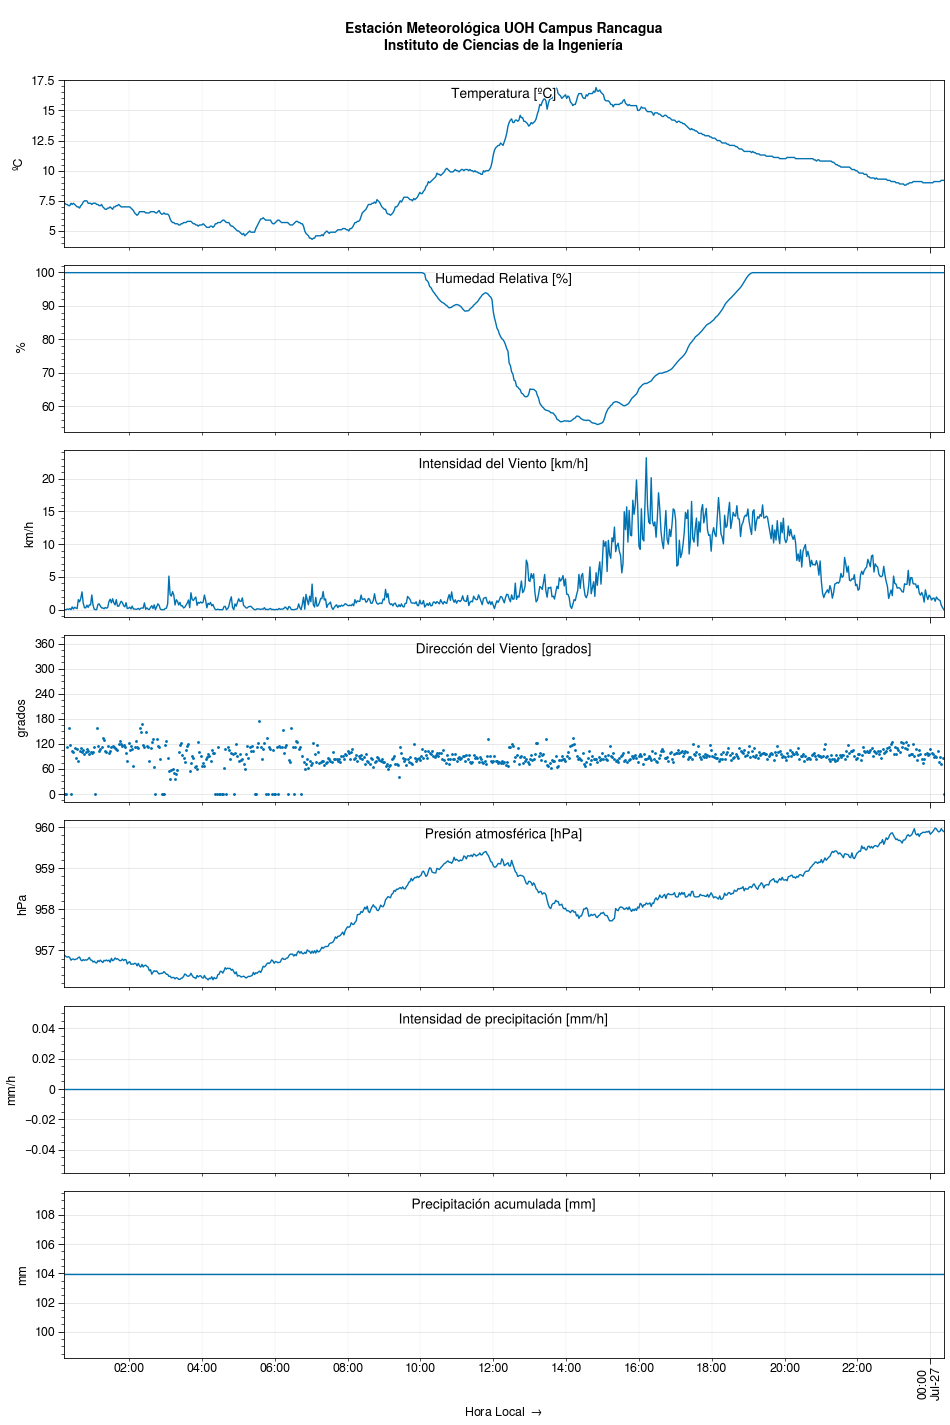 Estación Meteorológica UOH Campus Rancagua
Instituto de Ciencias de la Ingeniería
Temperatura [ºC]
17.5
15
12.5
10
7.5
5
ºC
Humedad Relativa [%]
100
90
80
70
60
%
Intensidad del Viento [km/h]
20
15
10
5
0
km/h
Dirección del Viento [grados]
360
300
240
180
120
60
0
grados
Presión atmosférica [hPa]
960
959
958
957
hPa
Intensidad de precipitación [mm/h]
0.04
0.02
0
−0.02
−0.04
mm/h
Precipitación acumulada [mm]
108
106
104
102
100
mm
02:00 04:00 06:00 08:00 10:00 12:00 14:00 16:00 18:00 20:00 22:00 00:00
Jul-27
Hora Local →